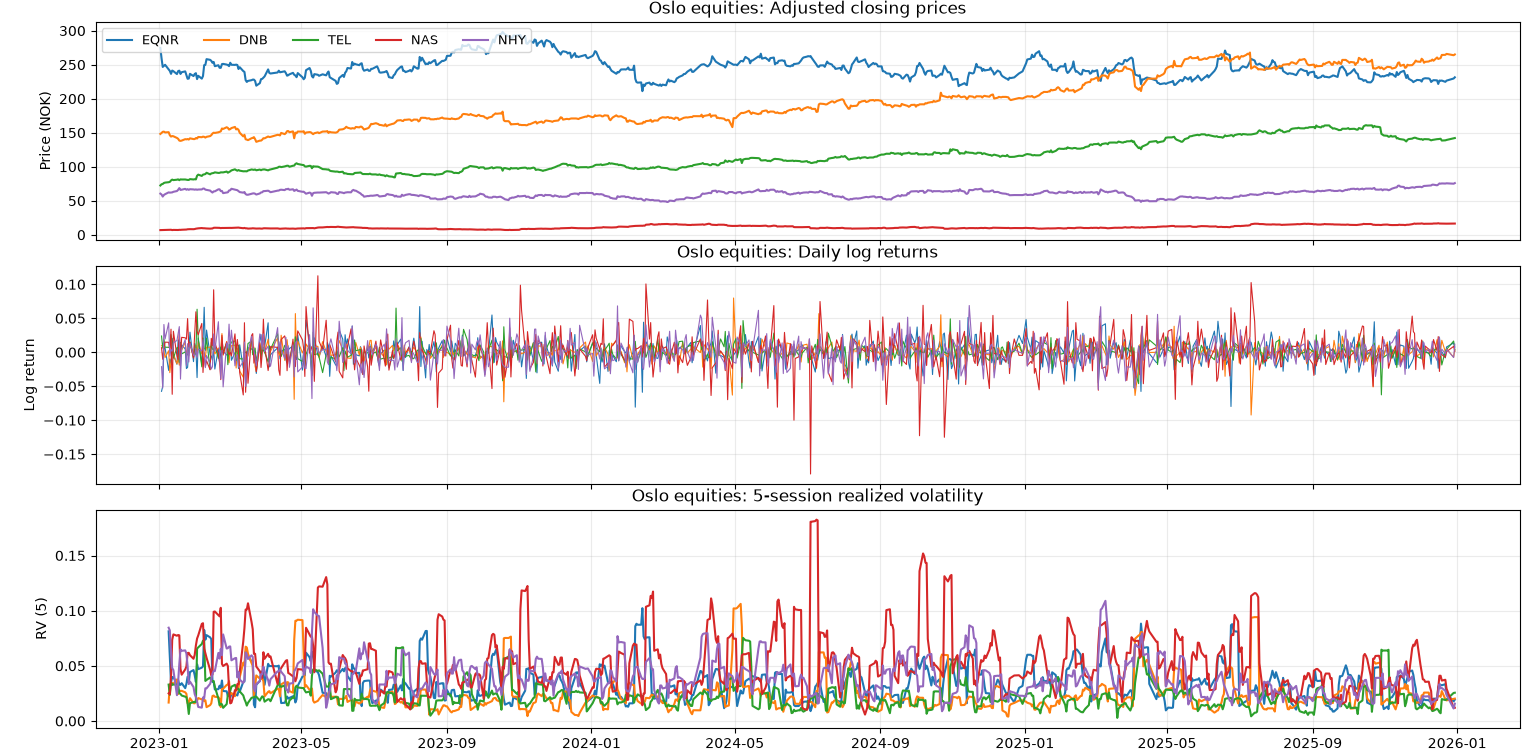 Oslo equities: Adjusted closing prices
EQNR DNB TEL NAS NHY
300
250
200
150
100
50
0
Price (NOK)
Oslo equities: Daily log returns
0.10
0.05
0.00
−0.05
−0.10
−0.15
Log return
Oslo equities: 5-session realized volatility
0.15
0.10
0.05
0.00
RV (5)
2023-01 2023-05 2023-09 2024-01 2024-05 2024-09 2025-01 2025-05 2025-09 2026-01